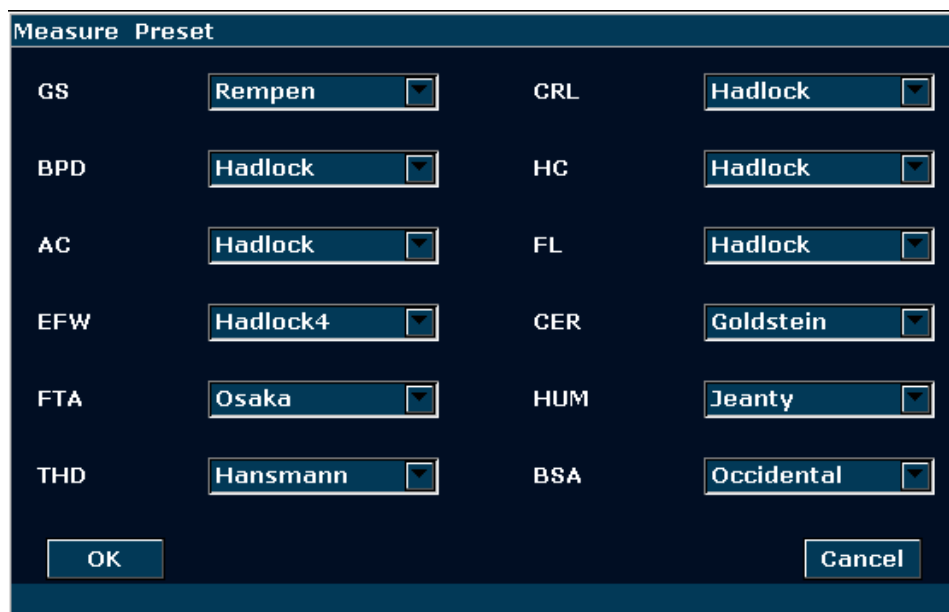 Measure Preset
GS Rempen CRL Hadlock
BPD Hadlock HC Hadlock
AC Hadlock FL Hadlock
EFW Hadlock4 CER Goldstein
FTA Osaka HUM Jeanty
THD Hansmann BSA Occidental
OK Cancel